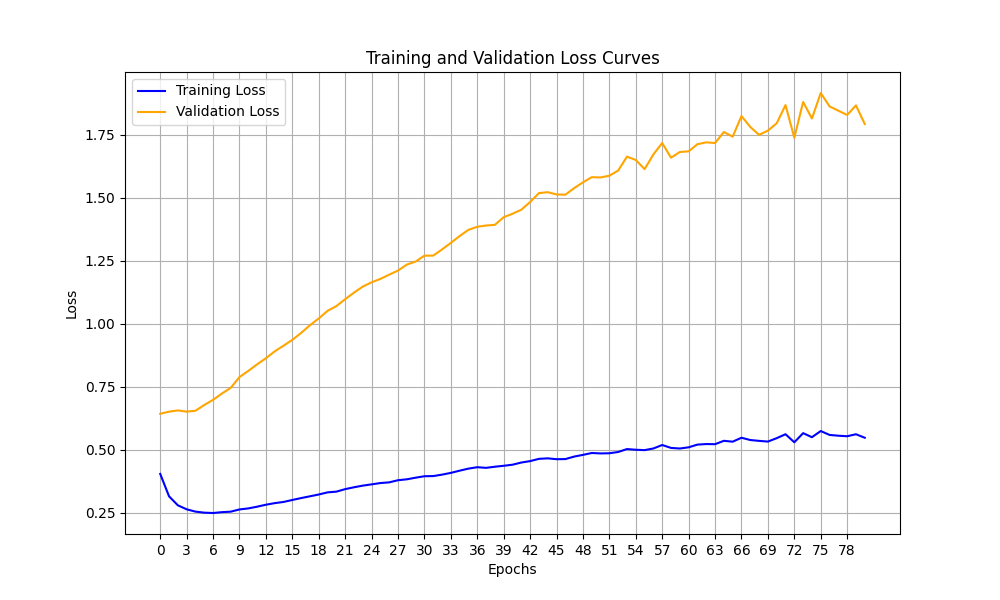 Training and Validation Loss Curves
Training Loss
Validation Loss
1.75
1.50
1.25
1.00
0.75
0.50
0.25
Loss
0 3 6 9 12 15 18 21 24 27 30 33 36 39 42 45 48 51 54 57 60 63 66 69 72 75 78
Epochs